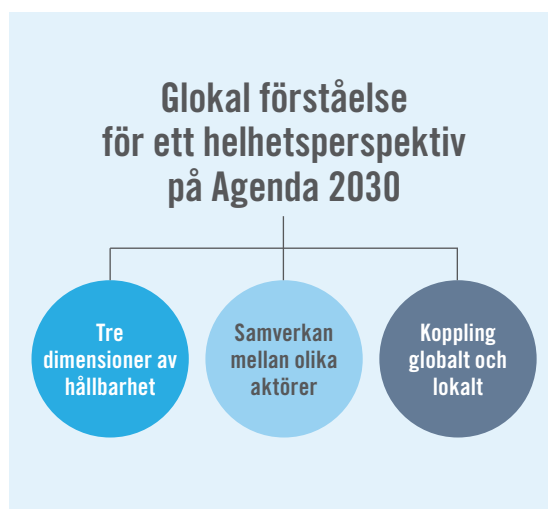 Glokal förståelse
för ett helhetsperspektiv
på Agenda 2030
Tre
dimensioner av
hållbarhet
Samverkan
mellan olika
aktörer
Koppling
globalt och
lokalt